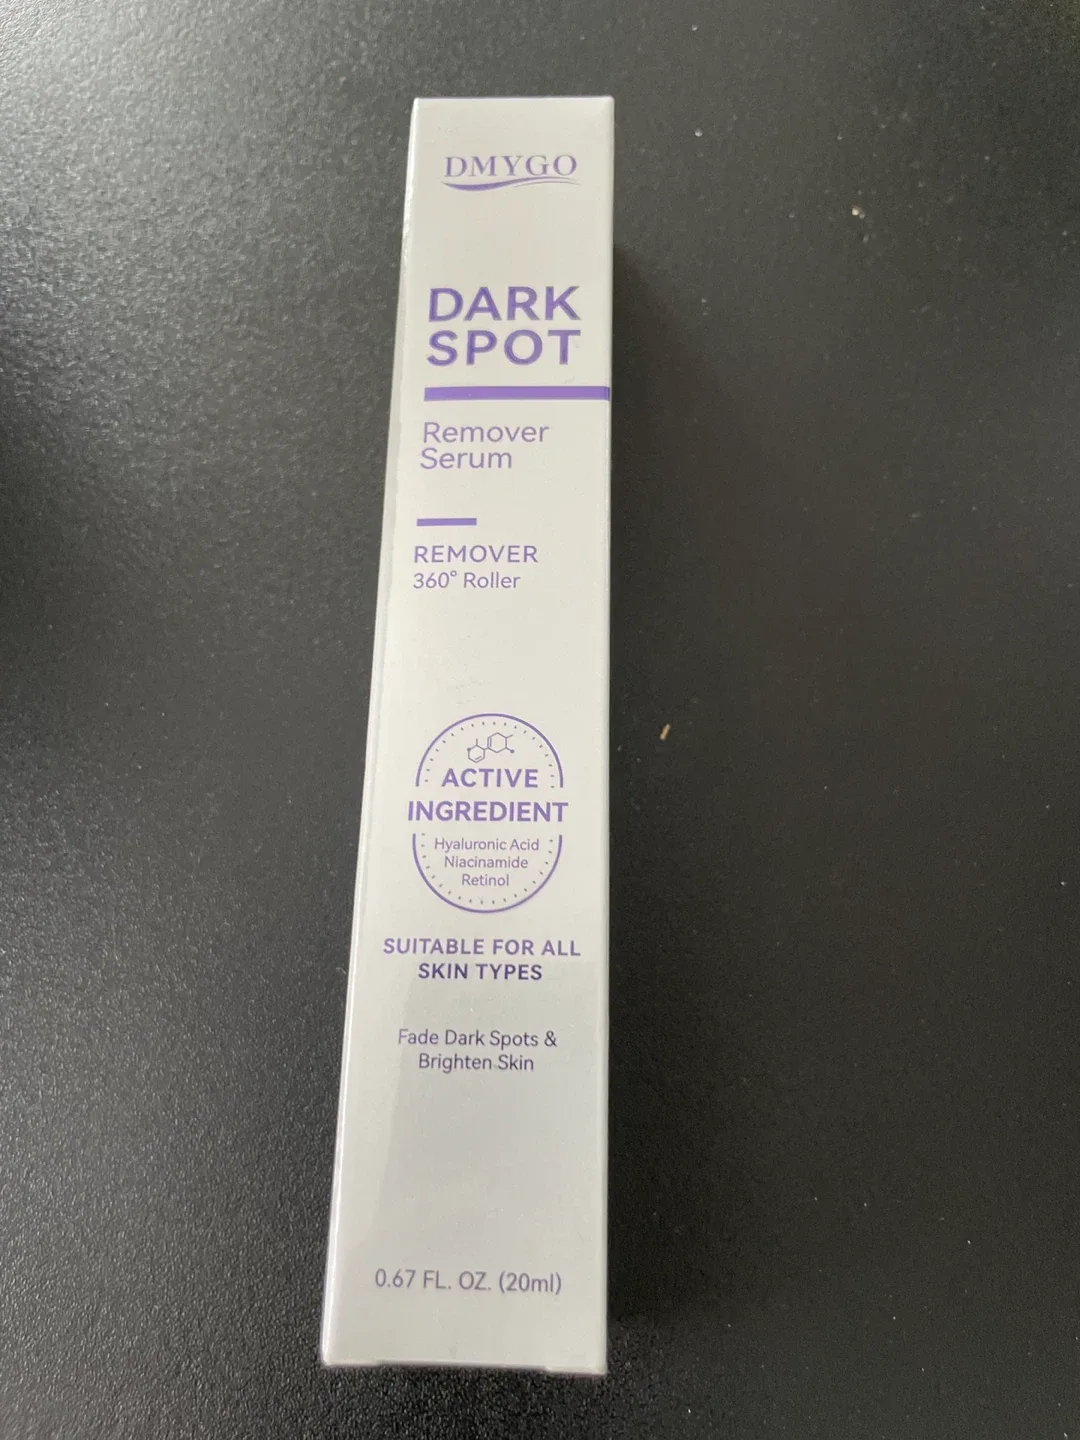 DMYGO
DARK
SPOT
Remover
Serum
REMOVER
360° Roller
ACTIVE
INGREDIENT
Hyaluronic Acid
Niacinamide
Retinol
SUITABLE FOR ALL
SKIN TYPES
Fade Dark Spots &
Brighten Skin
0.67 FL. OZ. (20ml)